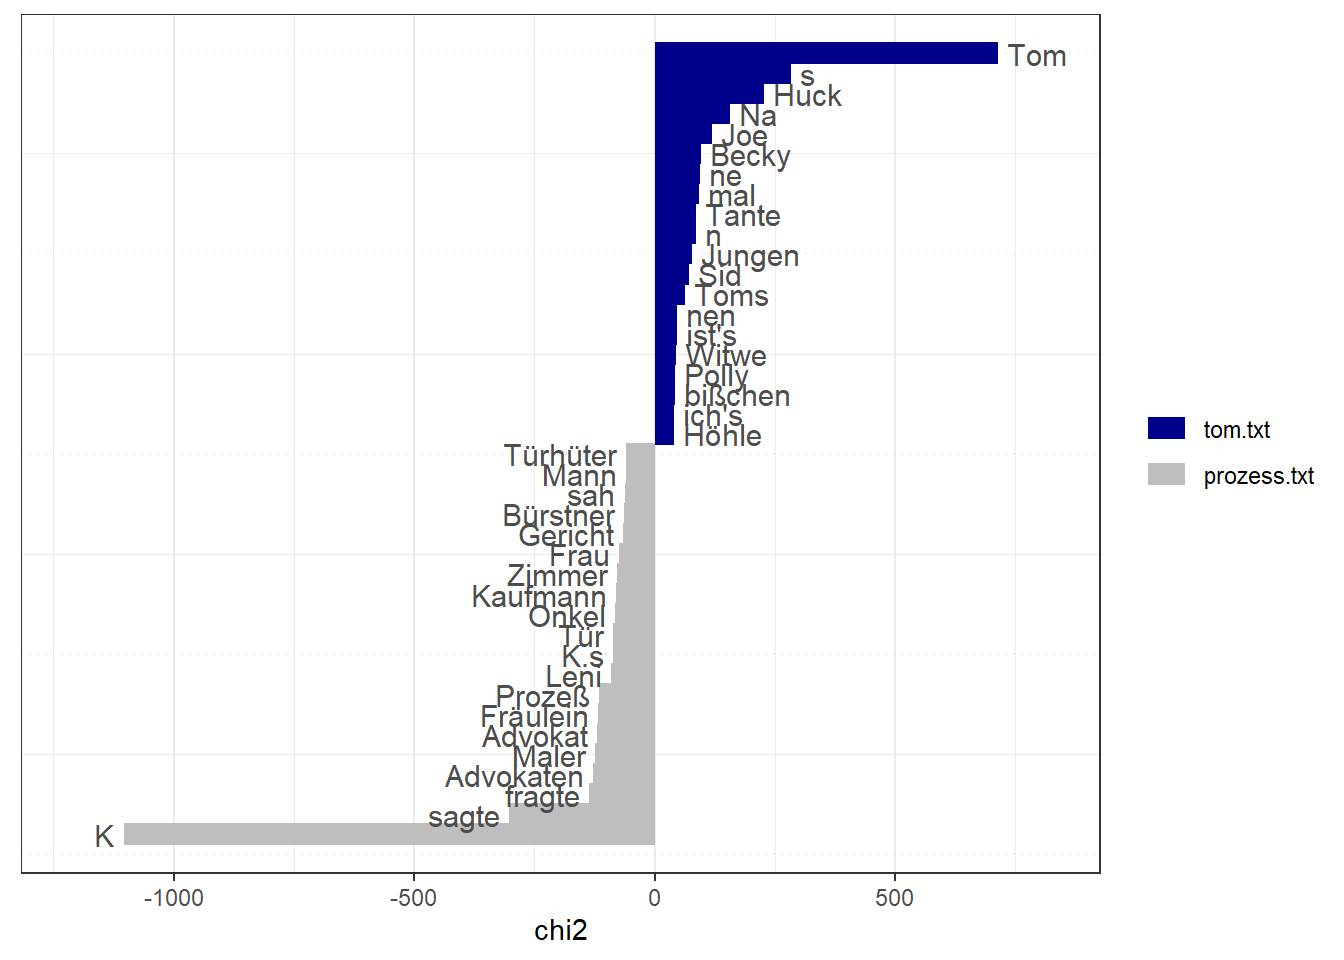 Tom
s
Huck
Na
Joe
Becky
ne
mal
Tante
n
Jungen
Sid
Toms
nen
ist's
Witwe
Polly
bißchen
ich's
Höhle
Türhüter
Mann
sah
Bürstner
Gericht
Frau
Zimmer
Kaufmann
Onkel
Tür
K.s
Leni
Prozeß
Fräulein
Advokat
Maler
Advokaten
fragte
sagte
K
-1000 -500 0 500
chi2
tom.txt
prozess.txt